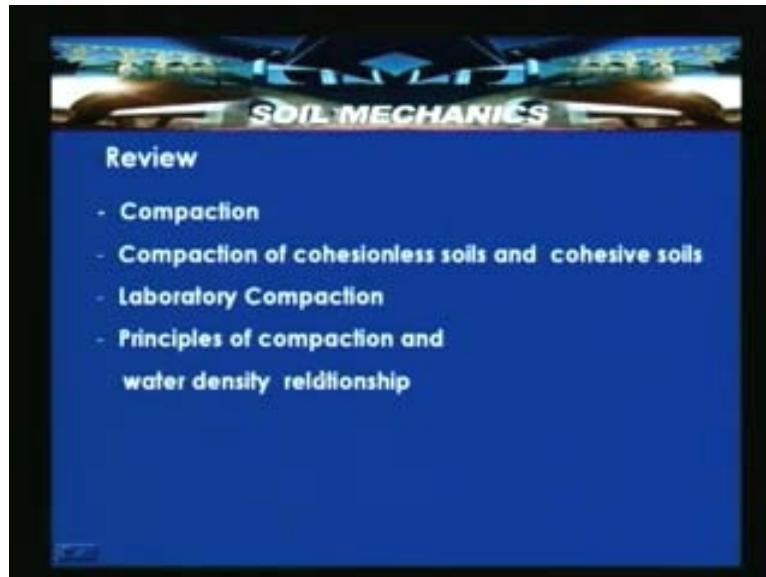 SOIL MECHANICS
Review
- Compaction
- Compaction of cohesionless soils and cohesive soils
- Laboratory Compaction
- Principles of compaction and
water density relationship